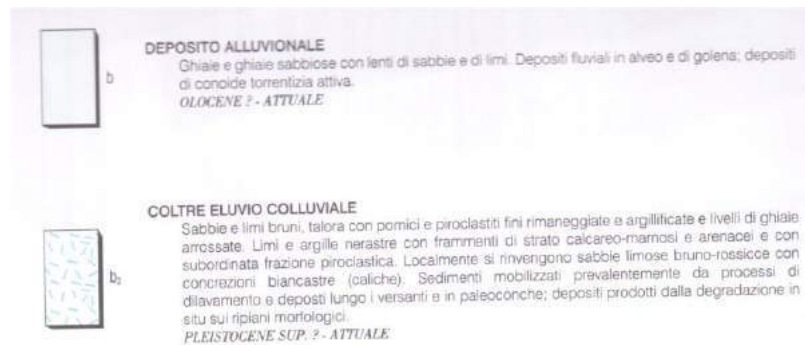 DEPOSITO ALLUVIONALE
Ghiaie e ghiaie sabbiose con lenti di sabbie e di limi. Depositi fluviali in alveo e di golena; depositi
b
di conoide torrentizia attiva.
OLOCENE ? - ATTUALE
COLTRE ELUVIO COLLUVIALE
Sabbie e limi bruni, talora con pomici e piroclastiti fini rimaneggiate e argillificate e livelli di ghiaie
arrossate. Limi e argille nerastre con frammenti di strato calcareo-marnosi e arenacei e con
subordinata frazione piroclastica. Localmente si rinvengono sabbie limose bruno-rossicce con
b2
concrezioni biancastre (caliche). Sedimenti mobilizzati prevalentemente da processi di
dilavamento e deposti lungo i versanti e in paleoconche; depositi prodotti dalla degradazione in
situ sui ripiani morfologici.
PLEISTOCENE SUP. ? - ATTUALE